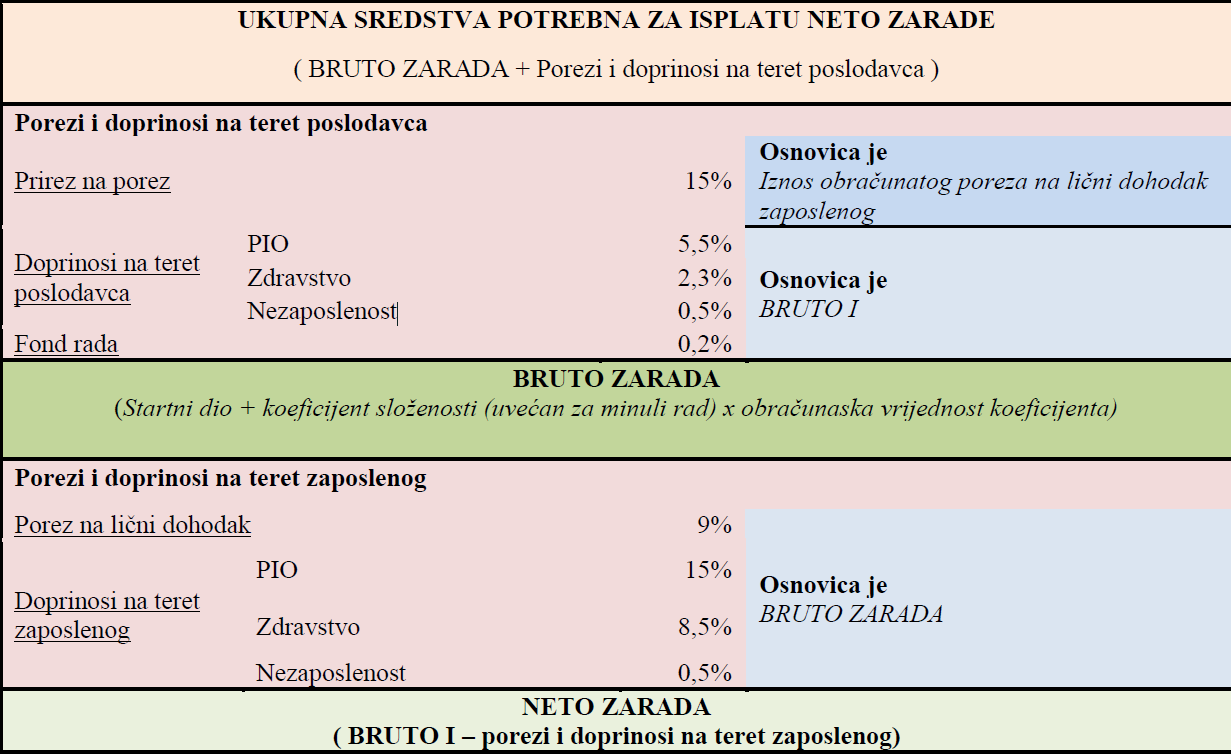 UKUPNA SREDSTVA POTREBNA ZA ISPLATU NETO ZARADE
( BRUTO ZARADA + Porezi i doprinosi na teret poslodavca )
Porezi i doprinosi na teret poslodavca
Prirez na porez 15%
Osnovica je
Iznos obračunatog poreza na lični dohodak
zaposlenog
Doprinosi na teret
poslodavca
PIO 5,5%
Zdravstvo 2,3%
Nezaposlenost 0,5%
Fond rada 0,2%
Osnovica je
BRUTO I
BRUTO ZARADA
(Startni dio + koeficijent složenosti (uvećan za minuli rad) x obračunaska vrijednost koeficijenta)
Porezi i doprinosi na teret zaposlenog
Porez na lični dohodak 9%
Doprinosi na teret
zaposlenog
PIO 15%
Zdravstvo 8,5%
Nezaposlenost 0,5%
Osnovica je
BRUTO ZARADA
NETO ZARADA
( BRUTO I – porezi i doprinosi na teret zaposlenog)